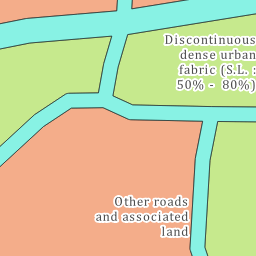 Discontinuous
dense urban
fabric (S.L. :
50% - 80%)
Other roads
and associated
land